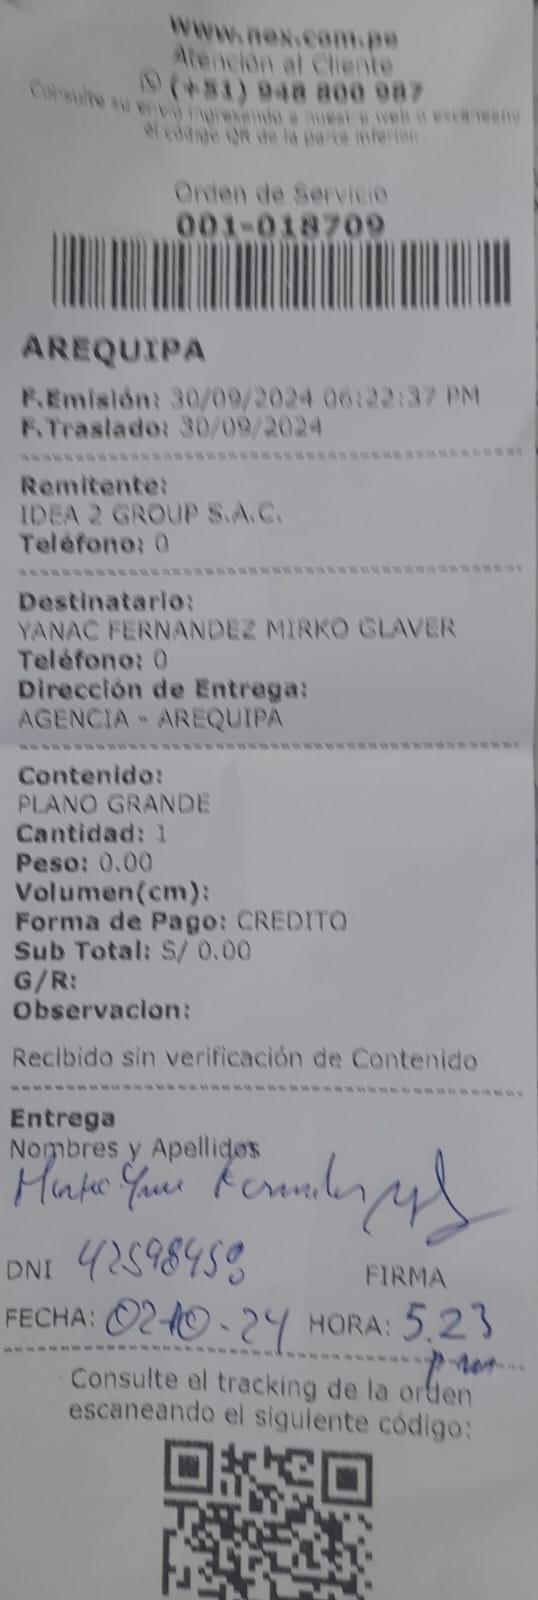 www.nex.com.pe
Atención al Cliente
(+51) 948 800 987
Consulte su envío ingresando a nuestra web o escaneando
el código QR de la parte inferior.
Orden de Servicio
001-018709
AREQUIPA
F.Emisión: 30/09/2024 06:22:37 PM
F.Traslado: 30/09/2024
Remitente:
IDEA 2 GROUP S.A.C.
Teléfono: 0
Destinatario:
YANAC FERNANDEZ MIRKO GLAVER
Teléfono: 0
Dirección de Entrega:
AGENCIA - AREQUIPA
Contenido:
PLANO GRANDE
Cantidad: 1
Peso: 0.00
Volumen(cm):
Forma de Pago: CREDITO
Sub Total: S/ 0.00
G/R:
Observacion:
Recibido sin verificación de Contenido
Entrega
Nombres y Apellidos
DNI FIRMA
FECHA: 02-10-24 HORA: 5.23
pm
Consulte el tracking de la orden
escaneando el siguiente código: